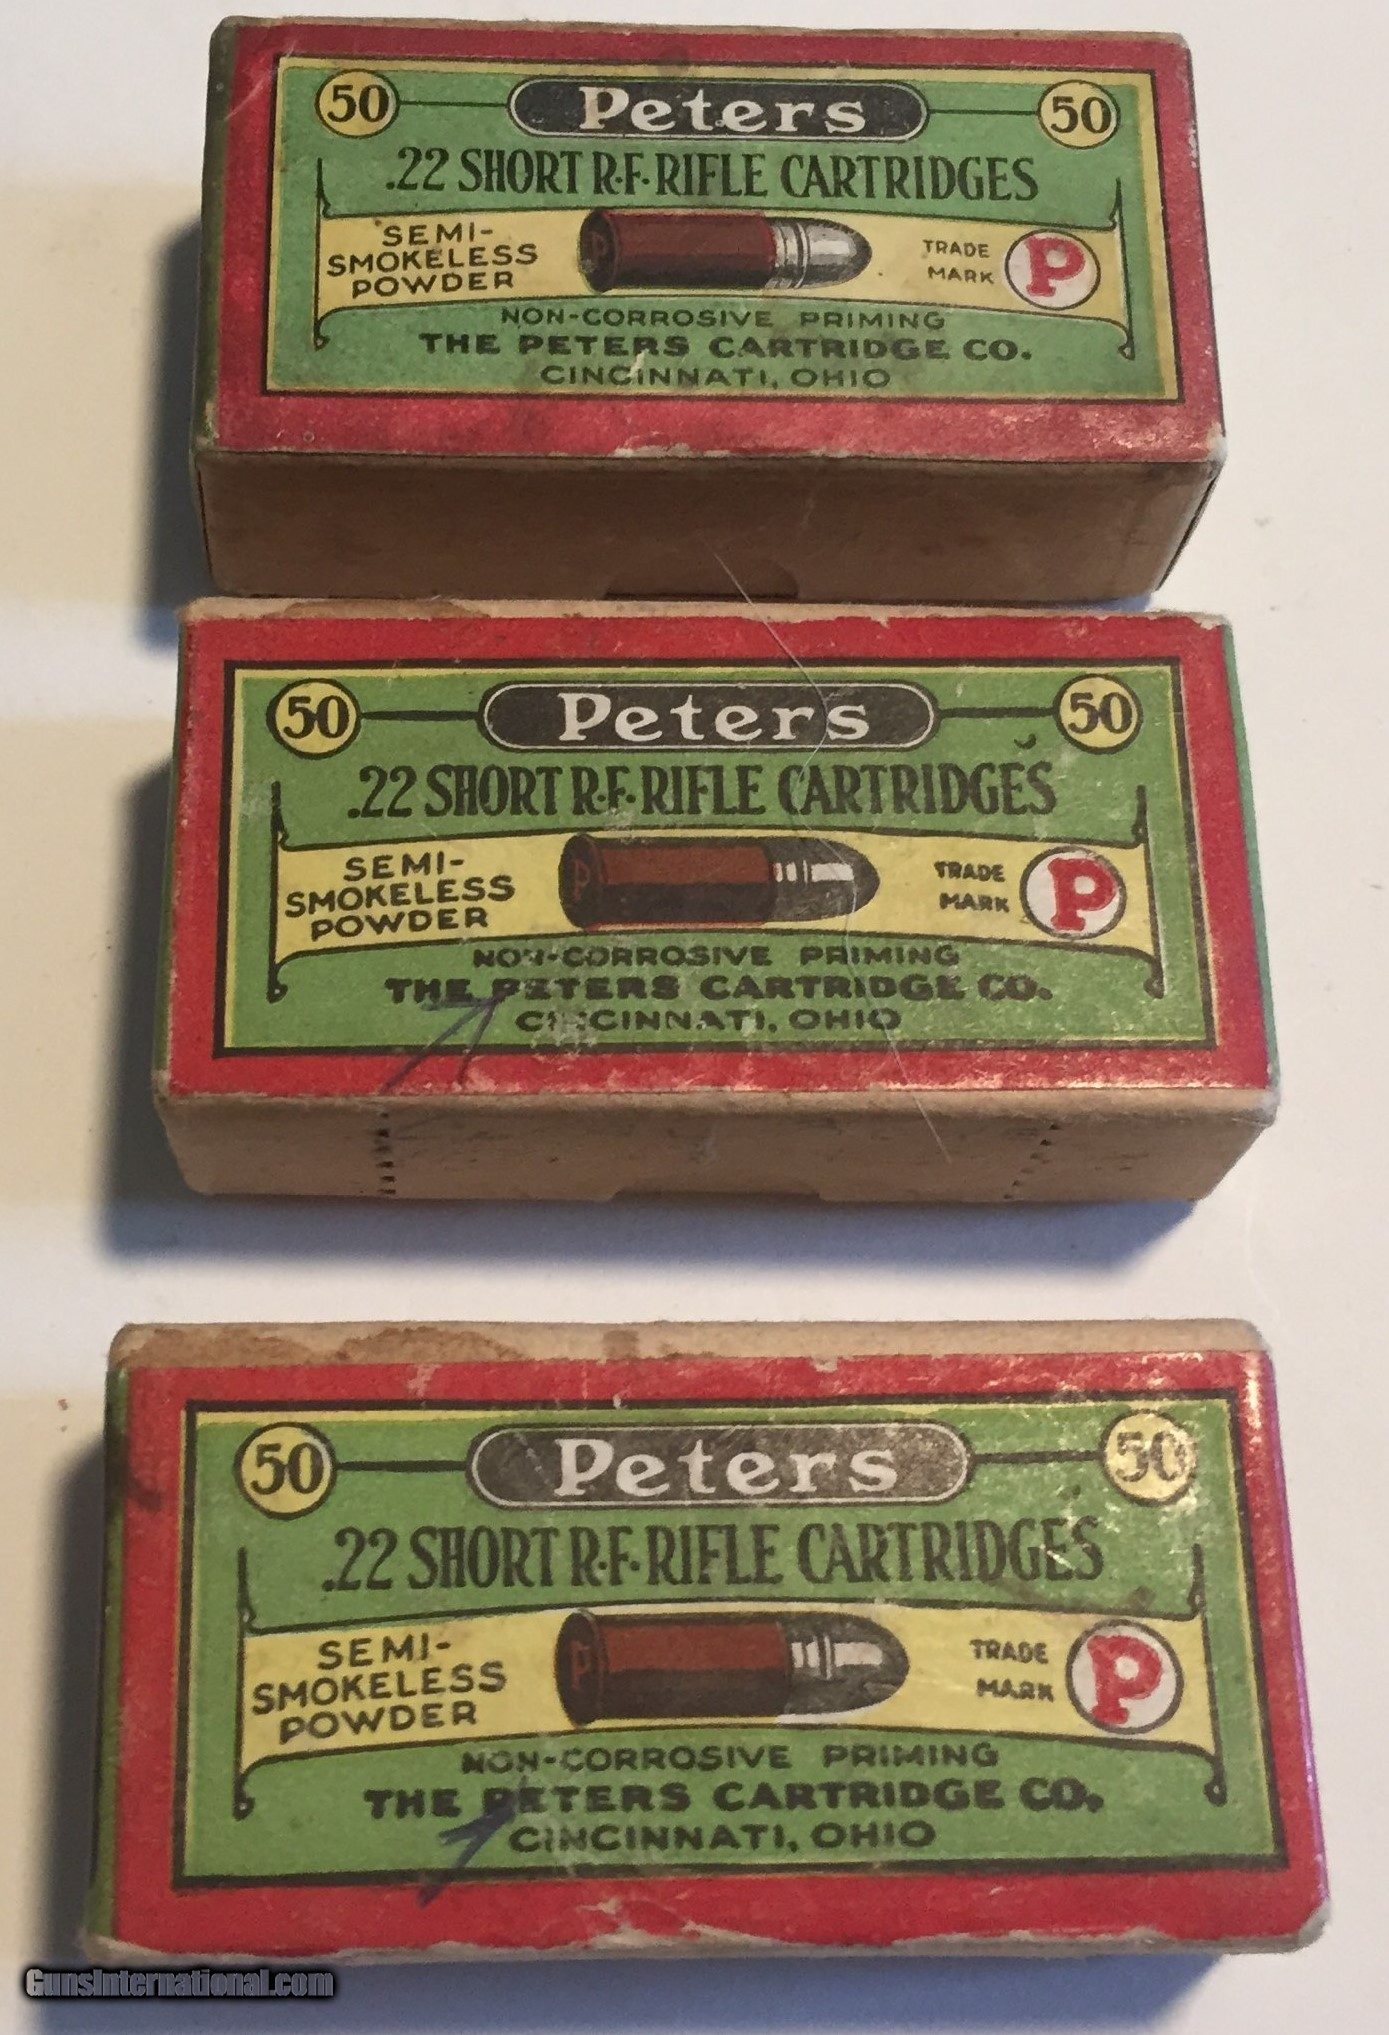 50 Peters 50
.22 SHORT R·F·RIFLE CARTRIDGES
SEMI-
SMOKELESS
POWDER
P
TRADE
MARK
P
NON-CORROSIVE PRIMING
THE PETERS CARTRIDGE CO.
CINCINNATI, OHIO
50 Peters 50
.22 SHORT R·F·RIFLE CARTRIDGES
SEMI-
SMOKELESS
POWDER
P
TRADE
MARK
P
NON-CORROSIVE PRIMING
THE PETERS CARTRIDGE CO.
CINCINNATI, OHIO
50 Peters 50
.22 SHORT R·F·RIFLE CARTRIDGES
SEMI-
SMOKELESS
POWDER
P
TRADE
MARK
P
NON-CORROSIVE PRIMING
THE PETERS CARTRIDGE CO.
CINCINNATI, OHIO
GunsInternational.com